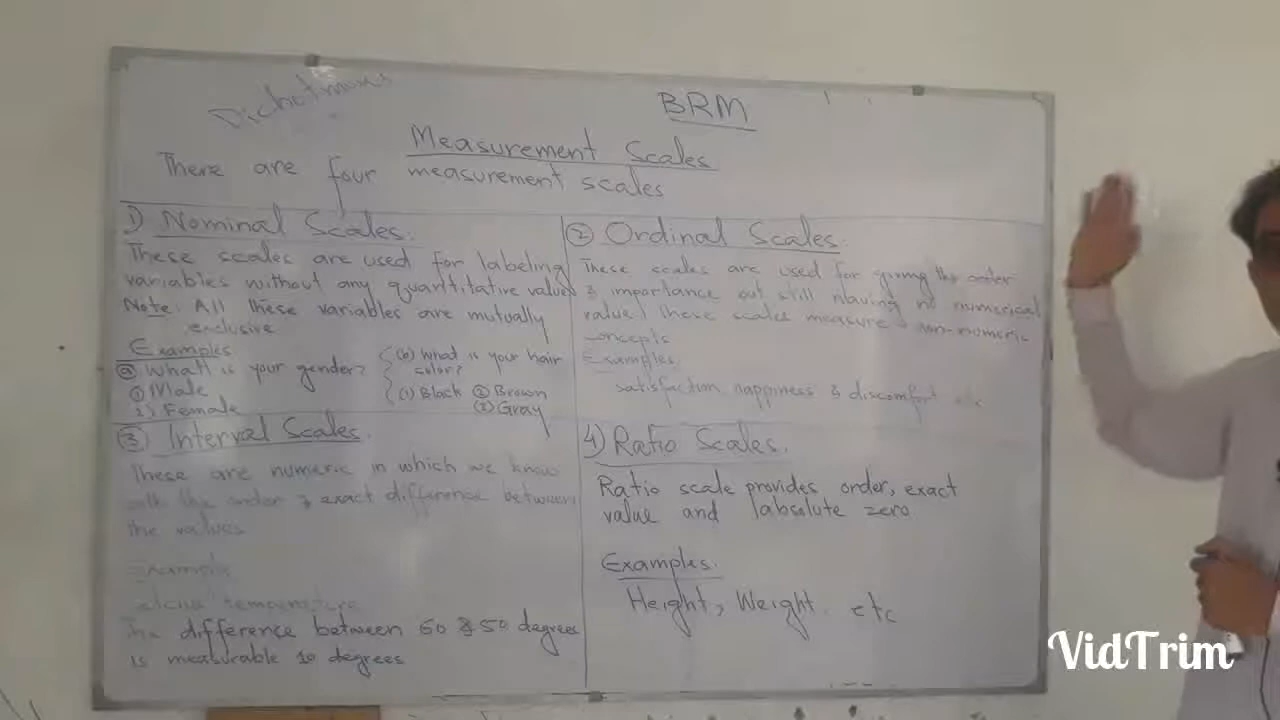 Dichotmous
BRM
Measurement Scales
There are four measurement scales
1) Nominal Scales.
These scales are used for labeling
variables without any quantitative value
Note: All these variables are mutually
exclusive
Examples
(a) What is your gender?
(1) Male
(2) Female
(b) What is your hair
color?
(1) Black (2) Brown
(3) Gray
(2) Ordinal Scales.
These scales are used for giving the order
& importance but still having no numerical
value. These scales measure non-numeric
concepts
Examples.
satisfaction, happiness & discomfort etc
(3) Interval Scales.
These are numeric in which we know
the order & exact difference between
the values
Example
temperature
The difference between 60 & 50 degrees
is measurable 10 degrees
4) Ratio Scales.
Ratio scale provides order, exact
value and absolute zero
Examples.
Height, Weight. etc
VidTrim